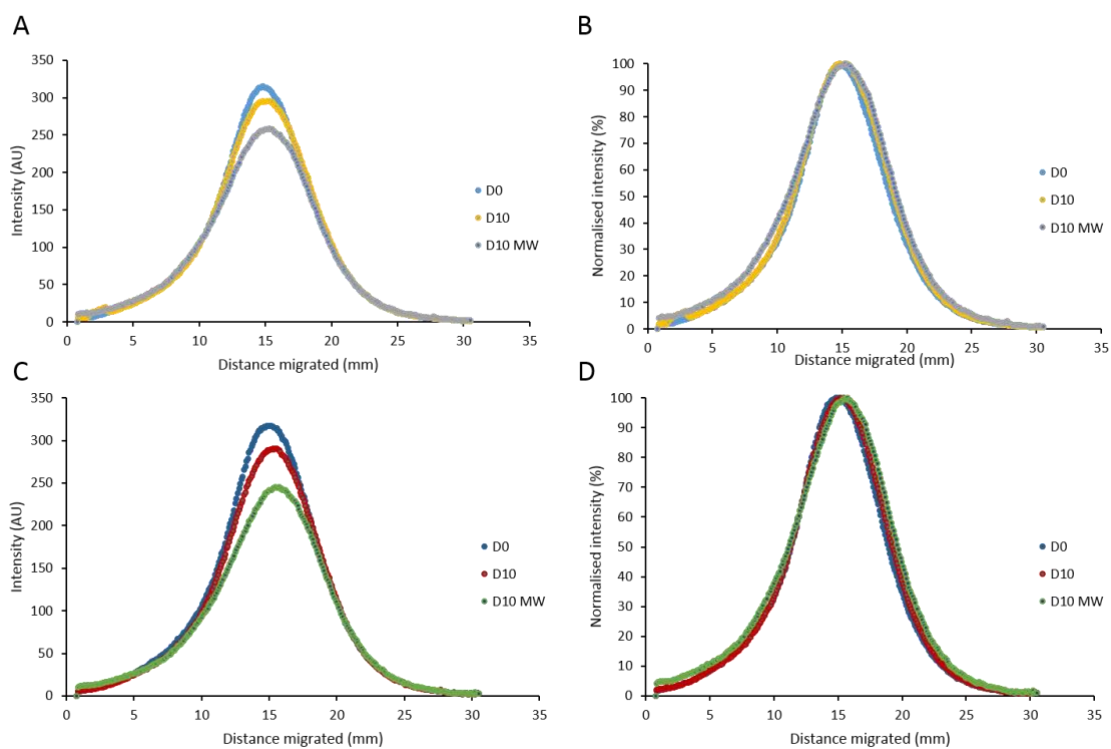 A
350
300
250
200
150
100
50
0
Intensity (AU)
0 5 10 15 20 25 30 35
Distance migrated (mm)
D0
D10
D10 MW
B
100
90
80
70
60
50
40
30
20
10
0
Normalised intensity (%)
0 5 10 15 20 25 30 35
Distance migrated (mm)
D0
D10
D10 MW
C
350
300
250
200
150
100
50
0
Intensity (AU)
0 5 10 15 20 25 30 35
Distance migrated (mm)
D0
D10
D10 MW
D
100
90
80
70
60
50
40
30
20
10
0
Normalised intensity (%)
0 5 10 15 20 25 30 35
Distance migrated (mm)
D0
D10
D10 MW